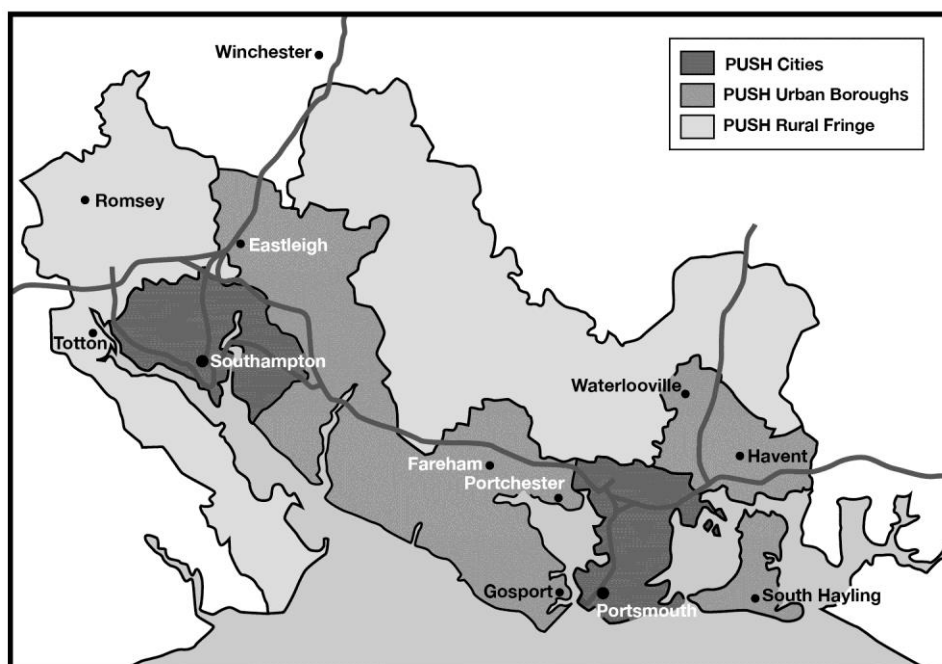 Winchester
PUSH Cities
PUSH Urban Boroughs
PUSH Rural Fringe
Romsey
Eastleigh
Totton
Southampton
Waterlooville
Fareham
Havent
Portchester
Gosport
Portsmouth
South Hayling